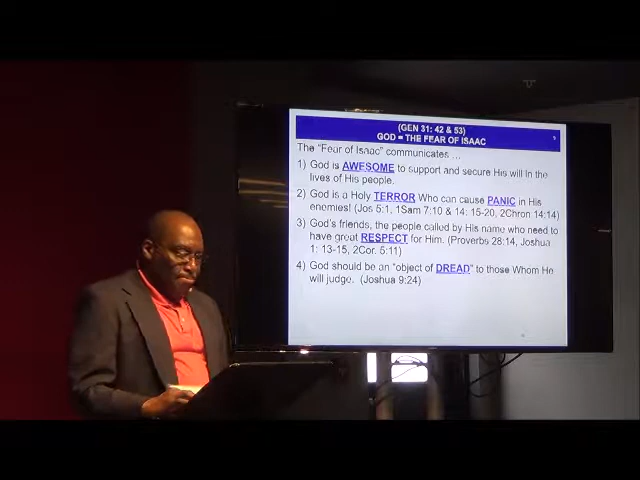 (GEN 31: 42 & 53)
GOD = THE FEAR OF ISAAC
9
The "Fear of Isaac" communicates …
1) God is AWESOME to support and secure His will in the
lives of His people.
2) God is a Holy TERROR Who can cause PANIC in His
enemies! (Jos 5:1, 1Sam 7:10 & 14: 15-20, 2Chron 14:14)
3) God's friends, the people called by His name who need to
have great RESPECT for Him. (Proverbs 28:14, Joshua
1: 13-15, 2Cor. 5:11)
4) God should be an "object of DREAD" to those Whom He
will judge. (Joshua 9:24)